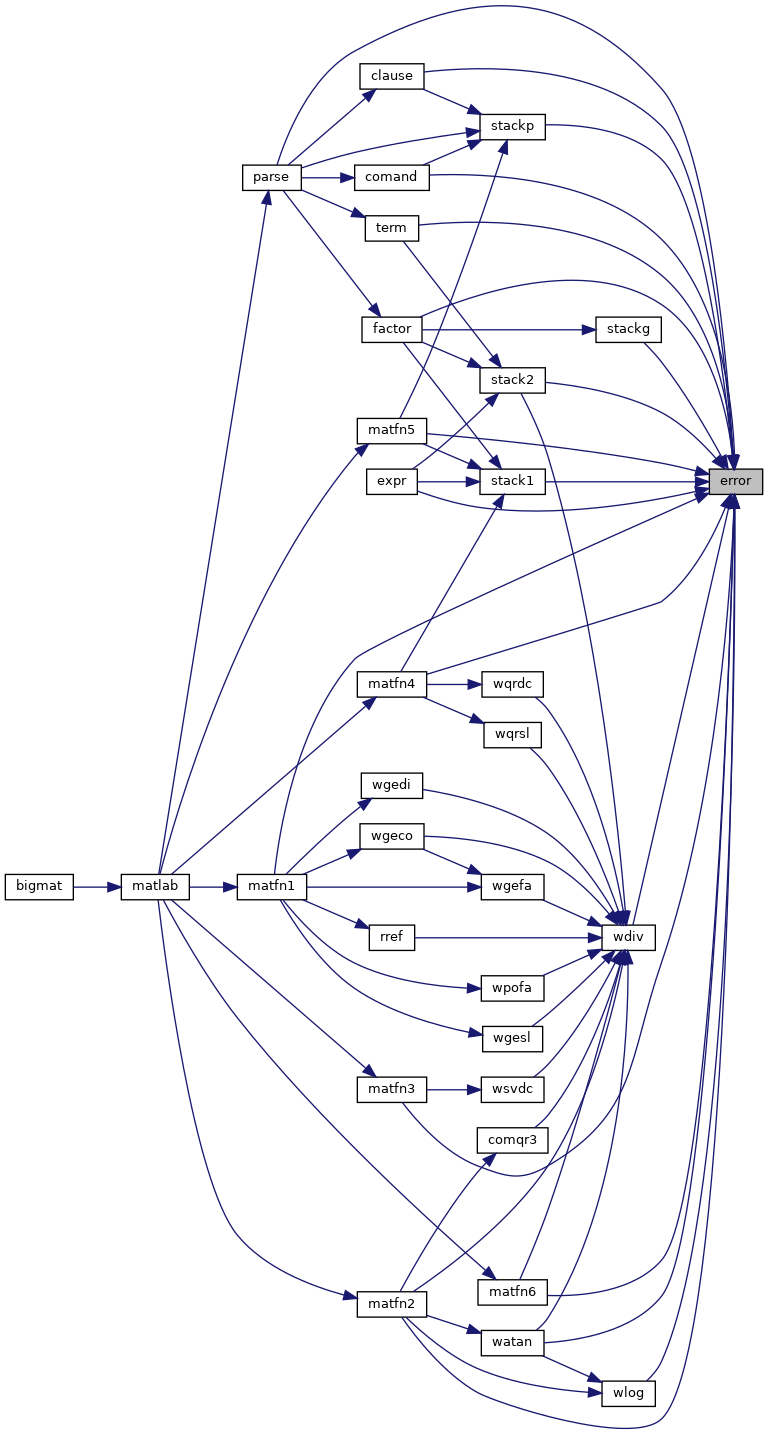 clause
stackp
parse
comand
term
factor
stackg
stack2
matfn5
expr
stack1
error
matfn4
wqrdc
wqrsl
wgedi
wgeco
bigmat
matlab
matfn1
wgefa
rref
wdiv
wpofa
wgesl
matfn3
wsvdc
comqr3
matfn6
matfn2
watan
wlog